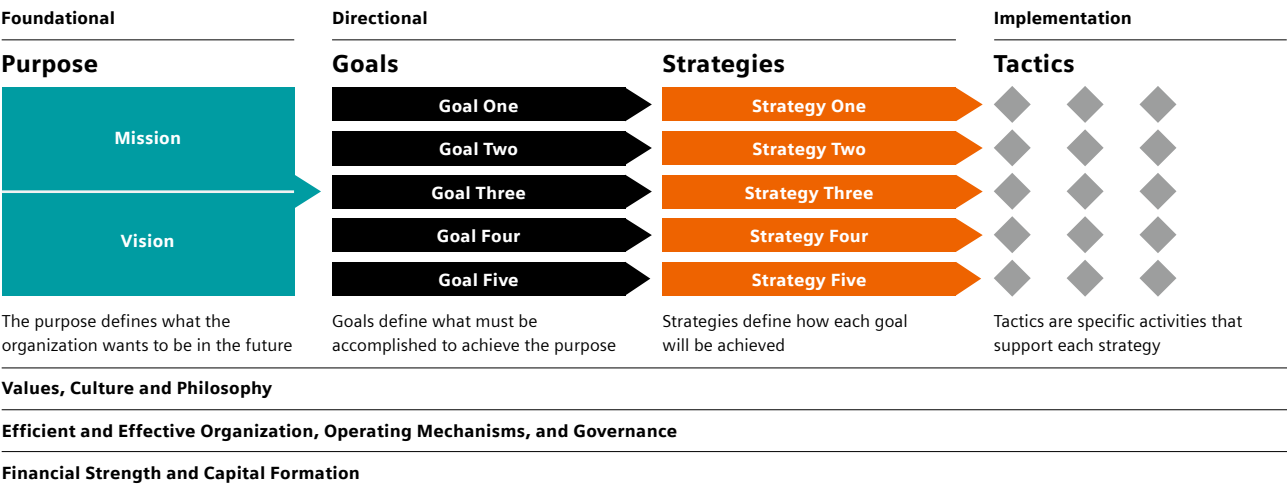 Foundational
Directional
Implementation
Purpose
Goals
Strategies
Tactics
Mission
Vision
Goal One
Goal Two
Goal Three
Goal Four
Goal Five
Strategy One
Strategy Two
Strategy Three
Strategy Four
Strategy Five
The purpose defines what the
organization wants to be in the future
Goals define what must be
accomplished to achieve the purpose
Strategies define how each goal
will be achieved
Tactics are specific activities that
support each strategy
Values, Culture and Philosophy
Efficient and Effective Organization, Operating Mechanisms, and Governance
Financial Strength and Capital Formation